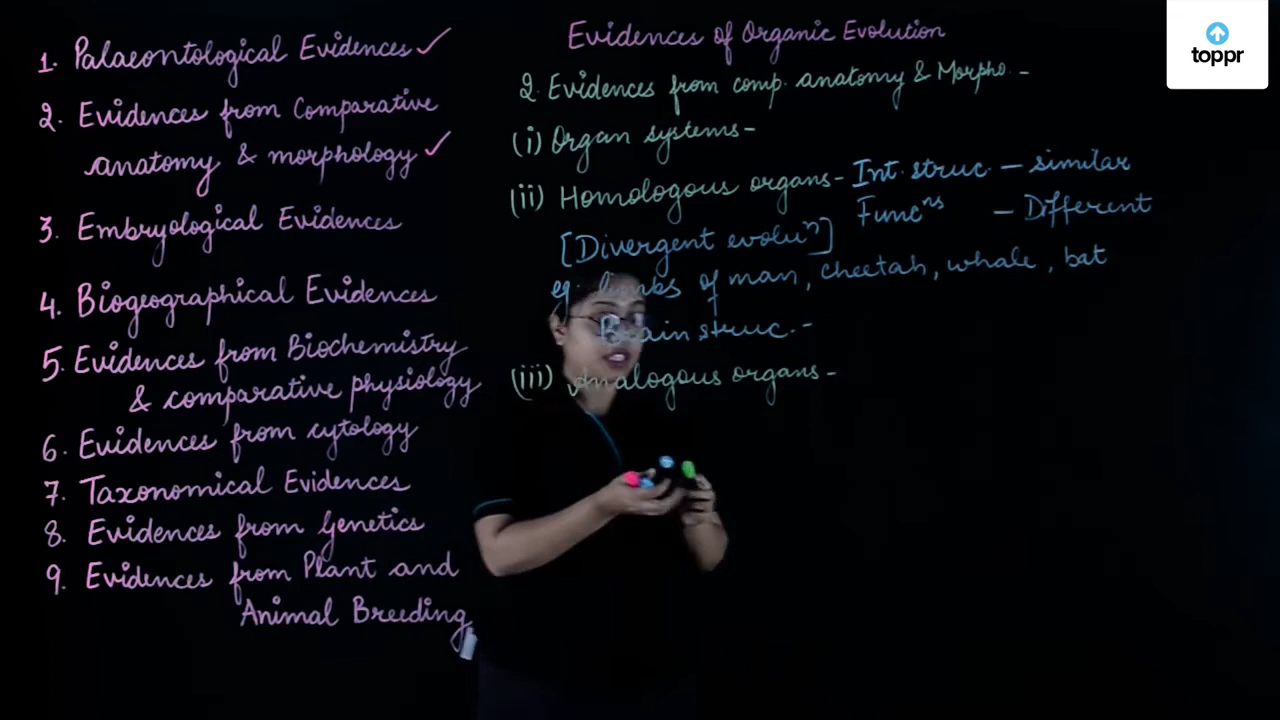 1. Palaeontological Evidences ✓
2. Evidences from Comparative
anatomy & morphology ✓
3. Embryological Evidences
4. Biogeographical Evidences
5. Evidences from Biochemistry
& comparative physiology
6. Evidences from cytology
7. Taxonomical Evidences
8. Evidences from Genetics
9. Evidences from Plant and
Animal Breeding
Evidences of Organic Evolution
2. Evidences from comp. anatomy & Morpho. -
(i) Organ systems -
(ii) Homologous organs - Int. struc. - similar
Func^ns - Different
[Divergent evolu^n]
eg. limbs of man, cheetah, whale, bat
Brain struc. -
(iii) Analogous organs -
toppr